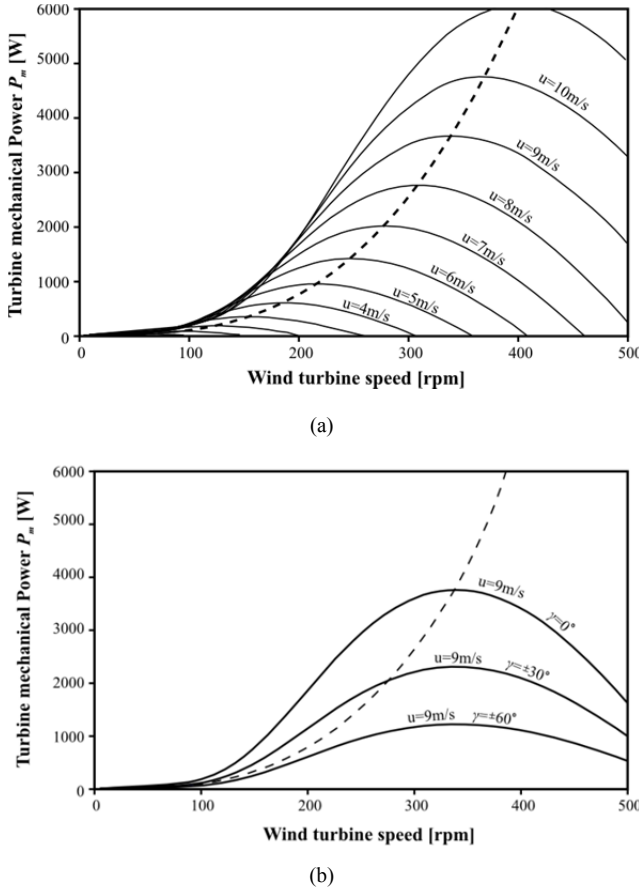 6000
5000
4000
3000
2000
1000
0
Turbine mechanical Power P_m [W]
u=10m/s
u=9m/s
u=8m/s
u=7m/s
u=6m/s
u=5m/s
u=4m/s
0 100 200 300 400 500
Wind turbine speed [rpm]
(a)
6000
5000
4000
3000
2000
1000
0
Turbine mechanical Power P_m [W]
u=9m/s
γ=0°
u=9m/s γ=±30°
u=9m/s γ=±60°
0 100 200 300 400 500
Wind turbine speed [rpm]
(b)